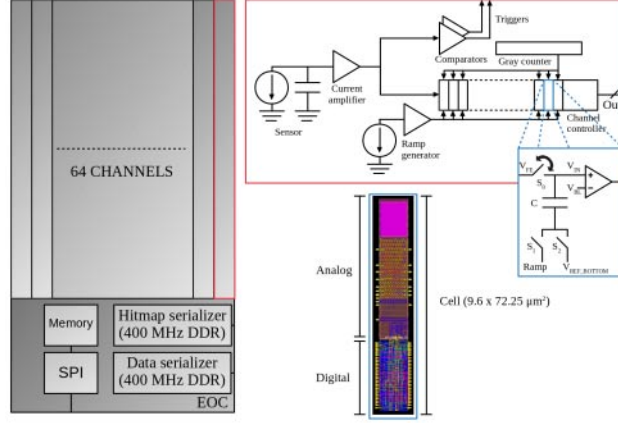 64 CHANNELS
Memory
Hitmap serializer
(400 MHz DDR)
SPI
Data serializer
(400 MHz DDR)
EOC
Triggers
Comparators
Gray counter
Current
amplifier
Sensor
Ramp
generator
Out
Channel
controller
V_FE
S_0
V_IN
V_BL
C
S_1
S_2
Ramp
V_REF_BOTTOM
Analog
Cell (9.6 x 72.25 μm²)
Digital